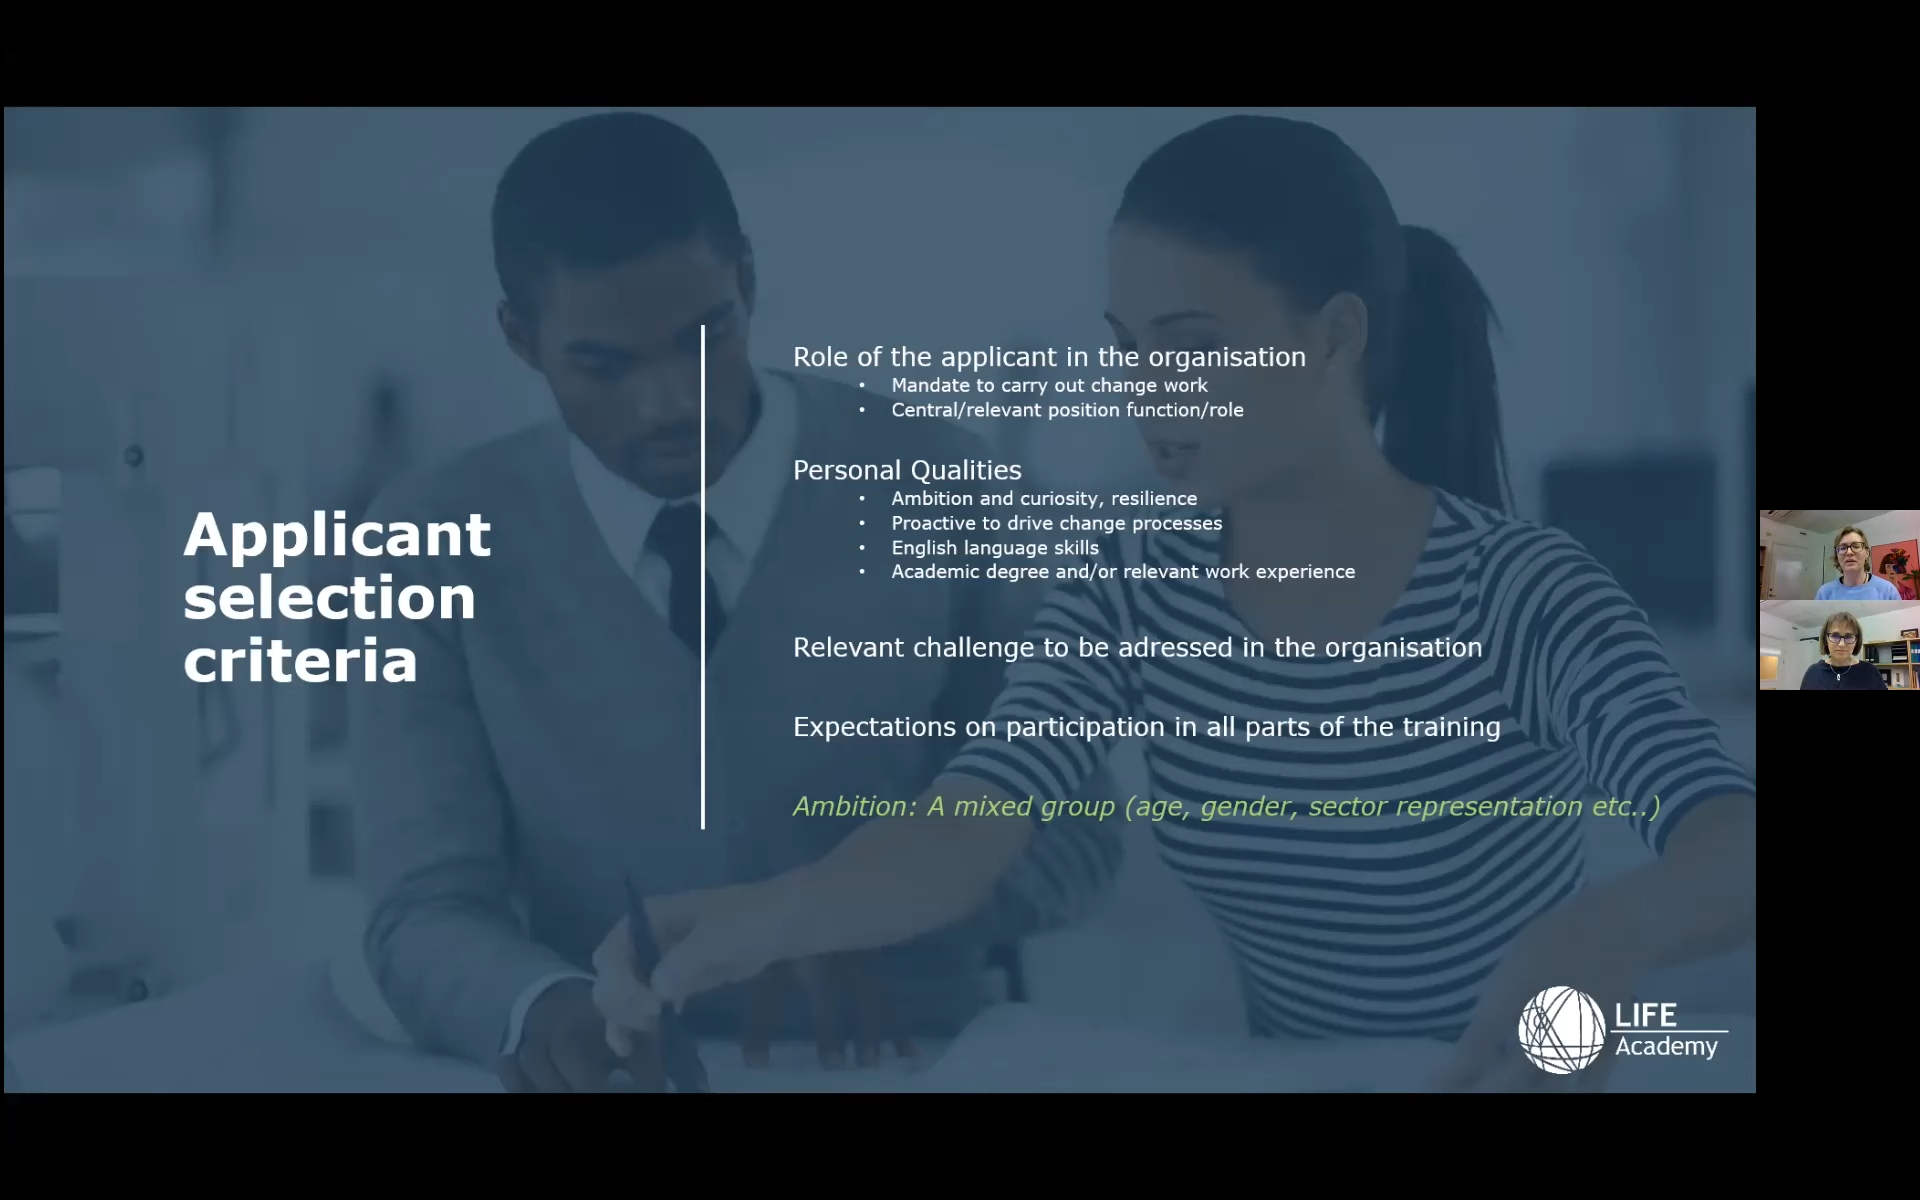 Applicant
selection
criteria
Role of the applicant in the organisation
• Mandate to carry out change work
• Central/relevant position function/role
Personal Qualities
• Ambition and curiosity, resilience
• Proactive to drive change processes
• English language skills
• Academic degree and/or relevant work experience
Relevant challenge to be adressed in the organisation
Expectations on participation in all parts of the training
Ambition: A mixed group (age, gender, sector representation etc..)
LIFE
Academy